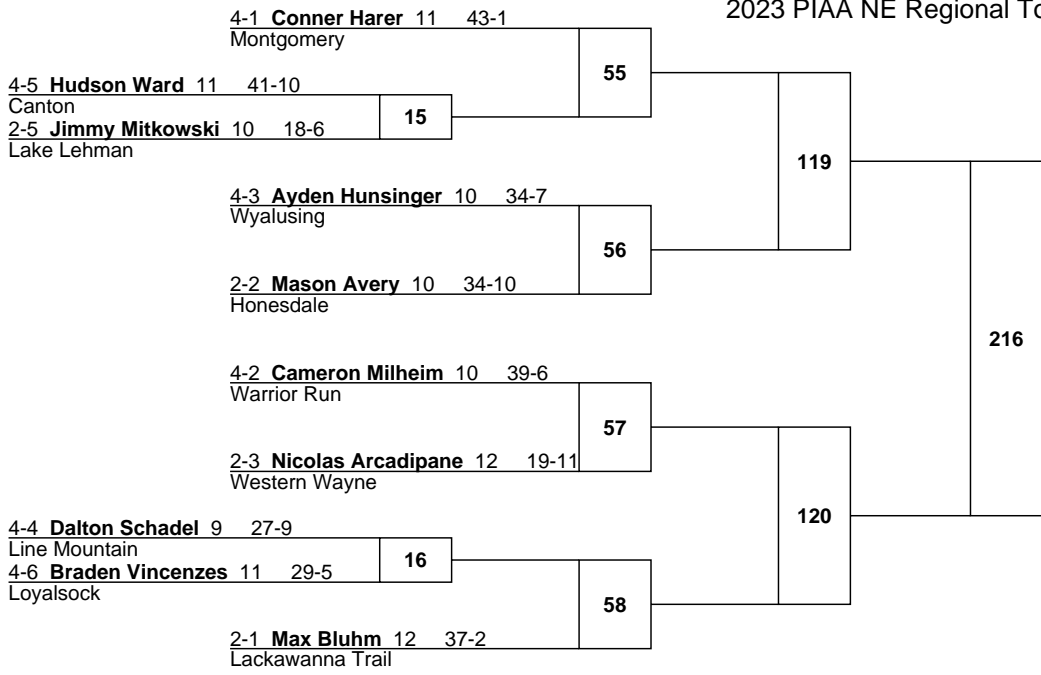 2023 PIAA NE Regional To
4-1 Conner Harer 11 43-1
Montgomery
55
4-5 Hudson Ward 11 41-10
Canton
15
2-5 Jimmy Mitkowski 10 18-6
Lake Lehman
119
4-3 Ayden Hunsinger 10 34-7
Wyalusing
56
2-2 Mason Avery 10 34-10
Honesdale
216
4-2 Cameron Milheim 10 39-6
Warrior Run
57
2-3 Nicolas Arcadipane 12 19-11
Western Wayne
120
4-4 Dalton Schadel 9 27-9
Line Mountain
16
4-6 Braden Vincenzes 11 29-5
Loyalsock
58
2-1 Max Bluhm 12 37-2
Lackawanna Trail